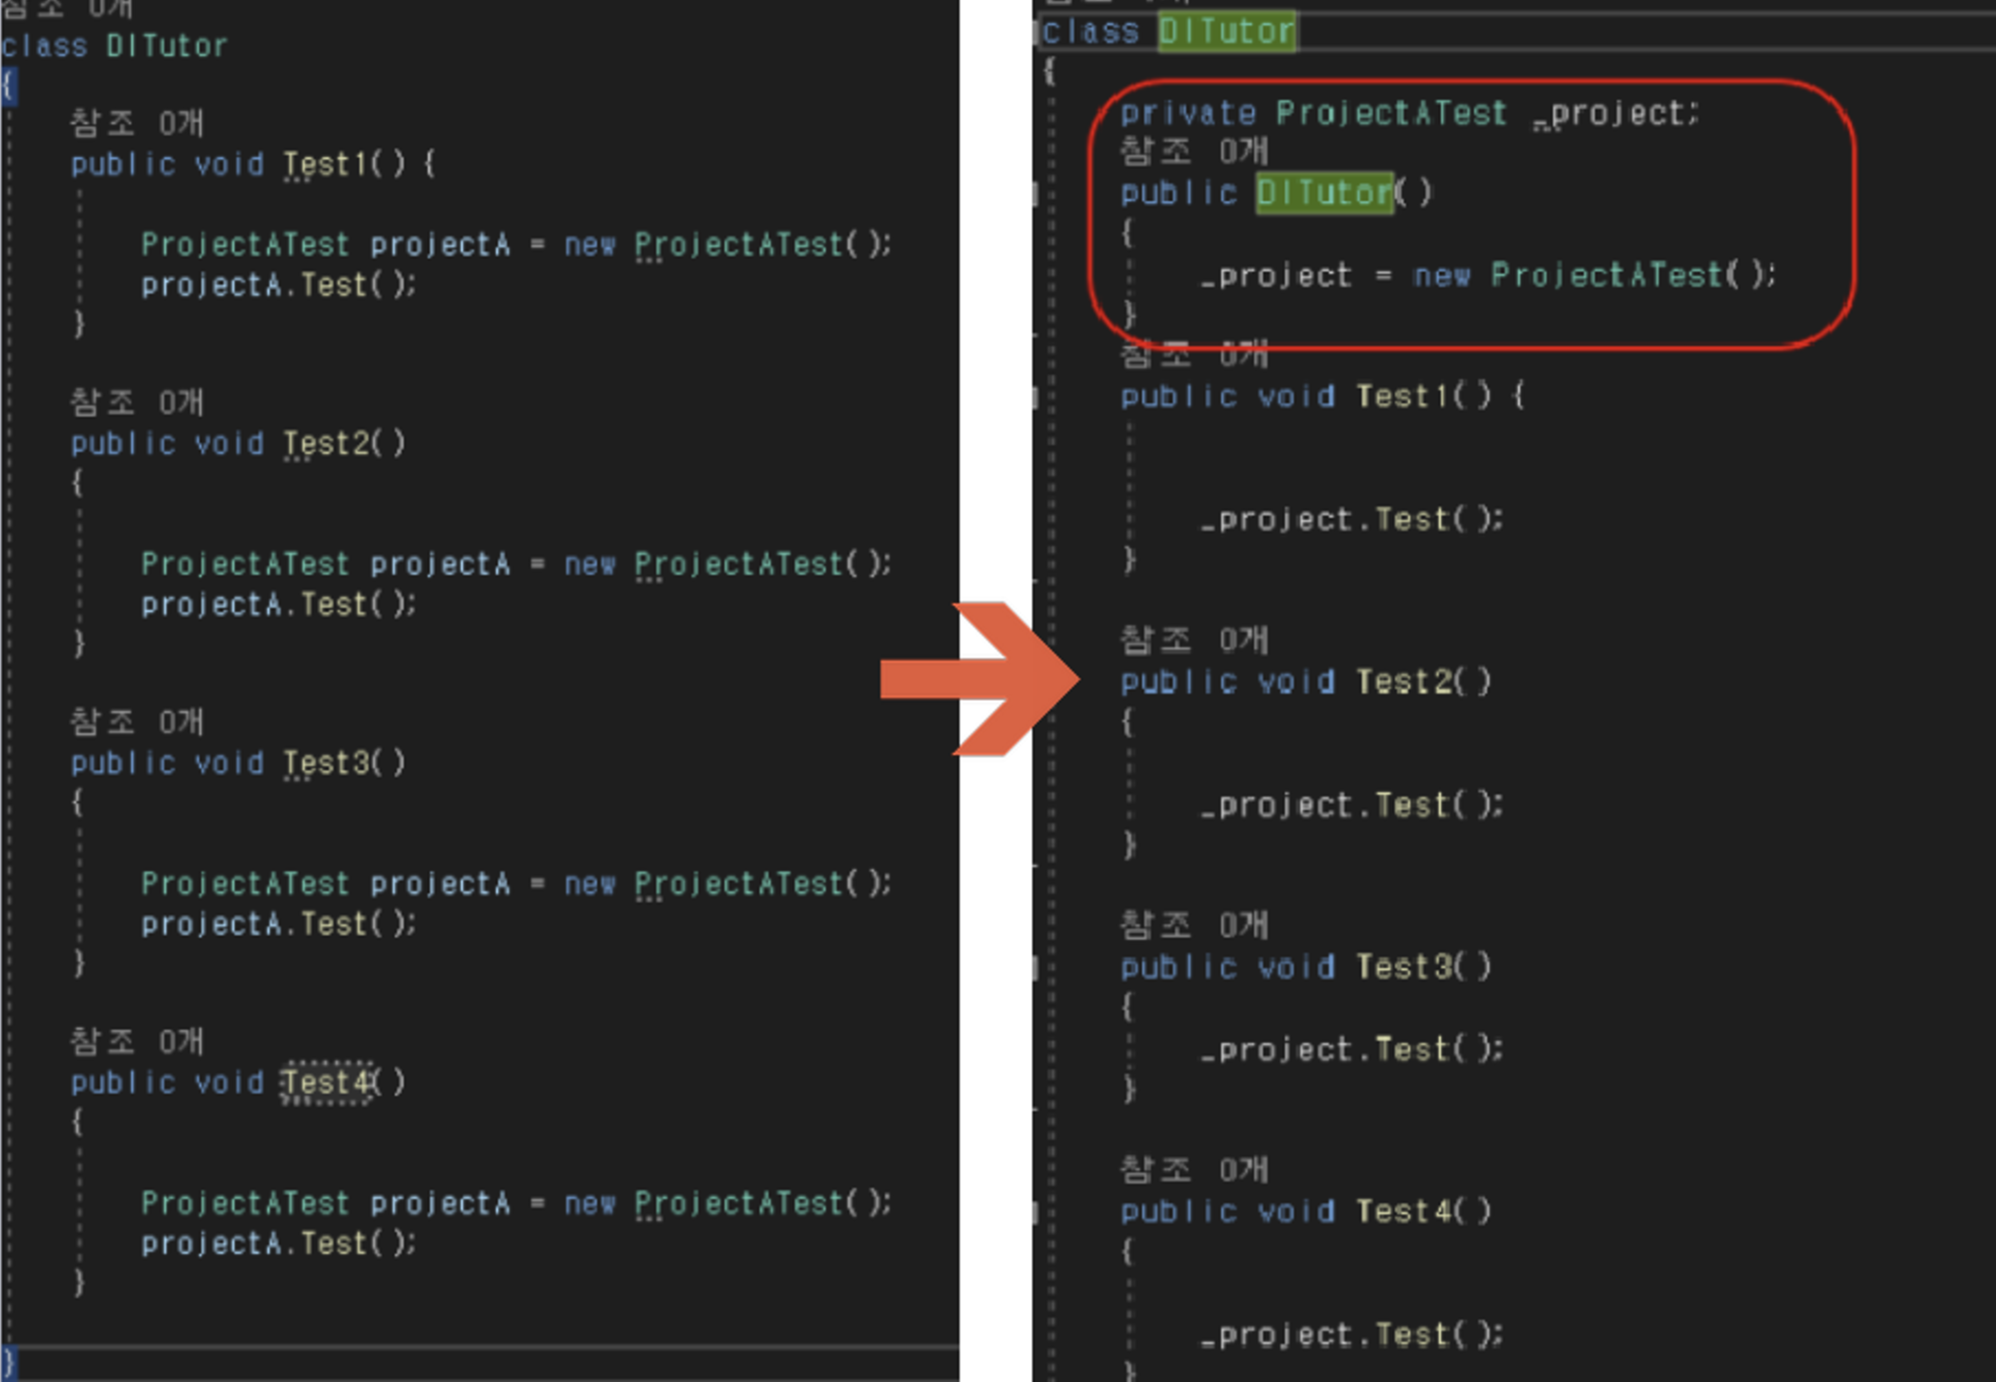 참조 0개
class DITutor
{
참조 0개
public void Test1() {
ProjectATest projectA = new ProjectATest();
projectA.Test();
}
참조 0개
public void Test2()
{
ProjectATest projectA = new ProjectATest();
projectA.Test();
}
참조 0개
public void Test3()
{
ProjectATest projectA = new ProjectATest();
projectA.Test();
}
참조 0개
public void Test4()
{
ProjectATest projectA = new ProjectATest();
projectA.Test();
}
}
class DITutor
{
private ProjectATest _project;
참조 0개
public DITutor()
{
_project = new ProjectATest();
}
참조 0개
public void Test1() {
_project.Test();
}
참조 0개
public void Test2()
{
_project.Test();
}
참조 0개
public void Test3()
{
_project.Test();
}
참조 0개
public void Test4()
{
_project.Test();
}